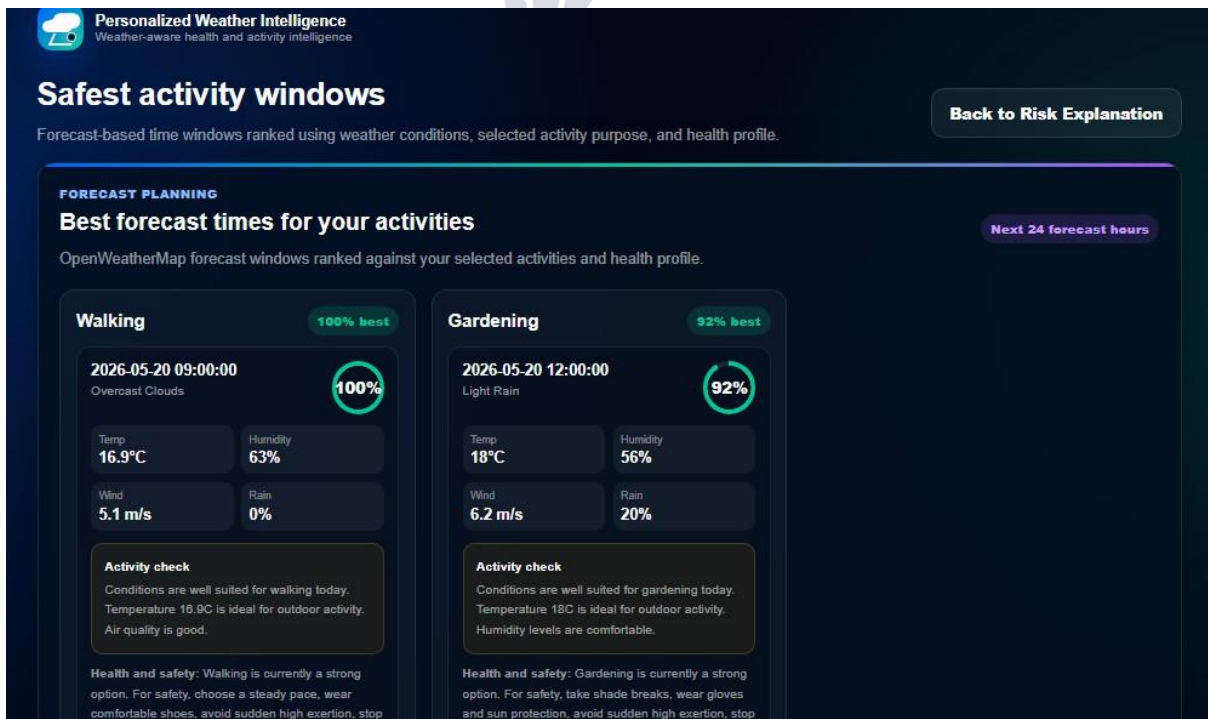 Personalized Weather Intelligence
Weather-aware health and activity intelligence
Safest activity windows
Forecast-based time windows ranked using weather conditions, selected activity purpose, and health profile.
Back to Risk Explanation
FORECAST PLANNING
Best forecast times for your activities
OpenWeatherMap forecast windows ranked against your selected activities and health profile.
Next 24 forecast hours
Walking
100% best
2026-05-20 09:00:00
Overcast Clouds
100%
Temp
16.9°C
Humidity
63%
Wind
5.1 m/s
Rain
0%
Activity check
Conditions are well suited for walking today.
Temperature 16.9C is ideal for outdoor activity.
Air quality is good.
Health and safety: Walking is currently a strong
option. For safety, choose a steady pace, wear
comfortable shoes, avoid sudden high exertion, stop
Gardening
92% best
2026-05-20 12:00:00
Light Rain
92%
Temp
18°C
Humidity
56%
Wind
6.2 m/s
Rain
20%
Activity check
Conditions are well suited for gardening today.
Temperature 18C is ideal for outdoor activity.
Humidity levels are comfortable.
Health and safety: Gardening is currently a strong
option. For safety, take shade breaks, wear gloves
and sun protection, avoid sudden high exertion, stop